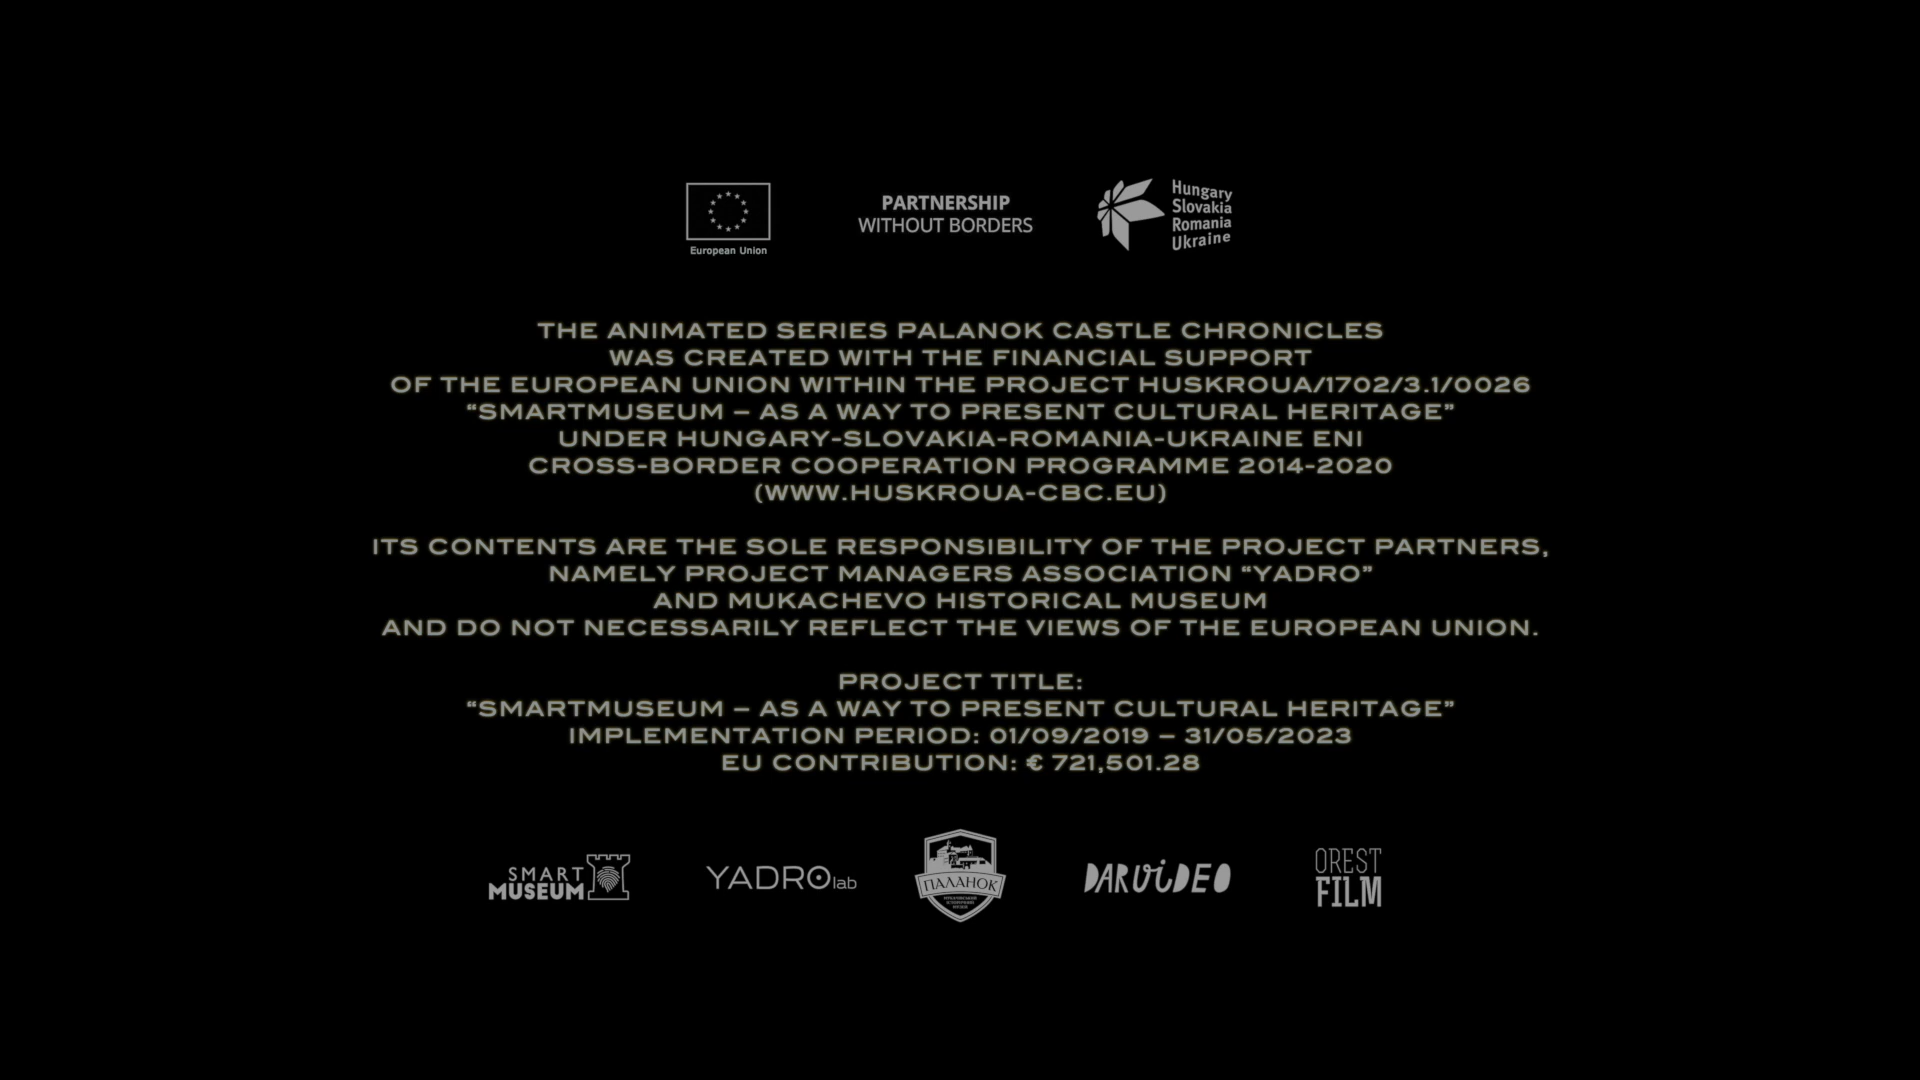 European Union
PARTNERSHIP
WITHOUT BORDERS
Hungary
Slovakia
Romania
Ukraine
THE ANIMATED SERIES PALANOK CASTLE CHRONICLES
WAS CREATED WITH THE FINANCIAL SUPPORT
OF THE EUROPEAN UNION WITHIN THE PROJECT HUSKROUA/1702/3.1/0026
“SMARTMUSEUM – AS A WAY TO PRESENT CULTURAL HERITAGE”
UNDER HUNGARY-SLOVAKIA-ROMANIA-UKRAINE ENI
CROSS-BORDER COOPERATION PROGRAMME 2014-2020
(WWW.HUSKROUA-CBC.EU)
ITS CONTENTS ARE THE SOLE RESPONSIBILITY OF THE PROJECT PARTNERS,
NAMELY PROJECT MANAGERS ASSOCIATION “YADRO”
AND MUKACHEVO HISTORICAL MUSEUM
AND DO NOT NECESSARILY REFLECT THE VIEWS OF THE EUROPEAN UNION.
PROJECT TITLE:
“SMARTMUSEUM – AS A WAY TO PRESENT CULTURAL HERITAGE”
IMPLEMENTATION PERIOD: 01/09/2019 – 31/05/2023
EU CONTRIBUTION: € 721,501.28
SMART
MUSEUM
YADRO lab
ПАЛАНОК
DARVIDEO
OREST
FILM